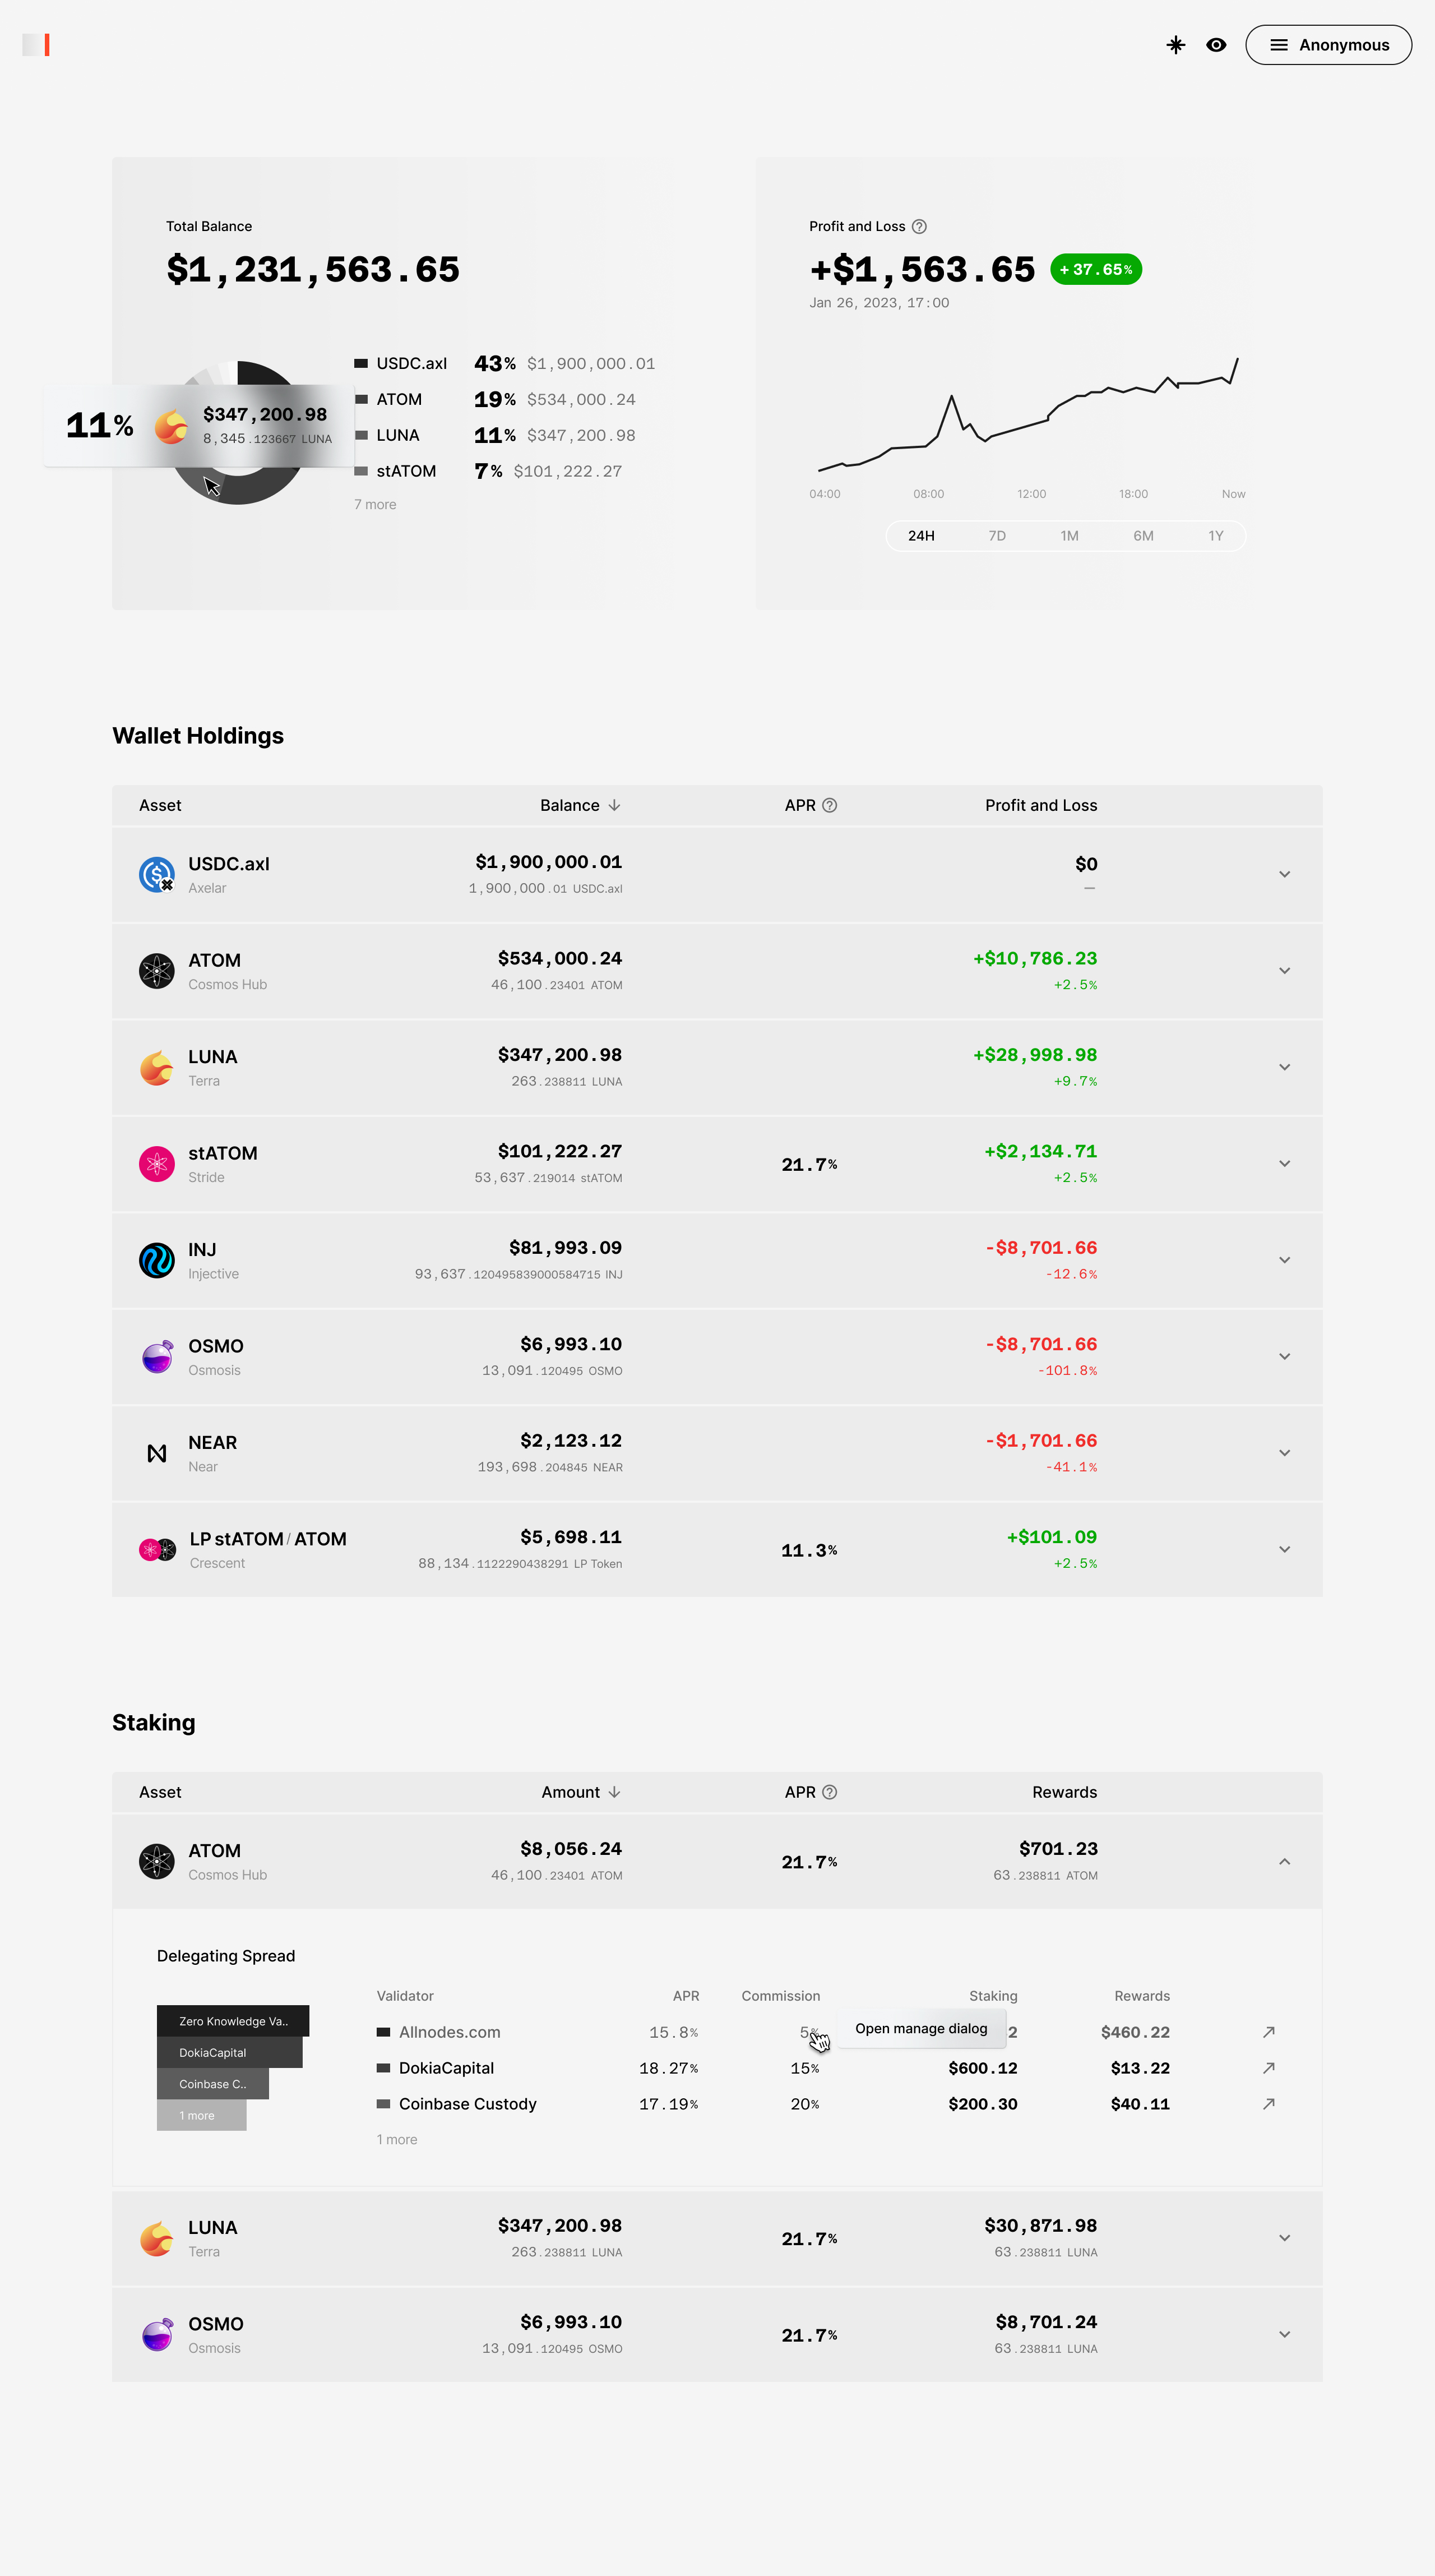 Anonymous
Total Balance
$1,231,563.65
USDC.axl 43% $1,900,000.01
ATOM 19% $534,000.24
LUNA 11% $347,200.98
stATOM 7% $101,222.27
7 more
11% $347,200.98
8,345.123667 LUNA
Profit and Loss ?
+$1,563.65 +37.65%
Jan 26, 2023, 17:00
04:00 08:00 12:00 18:00 Now
24H 7D 1M 6M 1Y
Wallet Holdings
Asset Balance APR ? Profit and Loss
USDC.axl $1,900,000.01 $0
Axelar 1,900,000.01 USDC.axl —
ATOM $534,000.24 +$10,786.23
Cosmos Hub 46,100.23401 ATOM +2.5%
LUNA $347,200.98 +$28,998.98
Terra 263.238811 LUNA +9.7%
stATOM $101,222.27 21.7% +$2,134.71
Stride 53,637.219014 stATOM +2.5%
INJ $81,993.09 -$8,701.66
Injective 93,637.120495839000584715 INJ -12.6%
OSMO $6,993.10 -$8,701.66
Osmosis 13,091.120495 OSMO -101.8%
NEAR $2,123.12 -$1,701.66
Near 193,698.204845 NEAR -41.1%
LP stATOM / ATOM $5,698.11 11.3% +$101.09
Crescent 88,134.1122290438291 LP Token +2.5%
Staking
Asset Amount APR ? Rewards
ATOM $8,056.24 21.7% $701.23
Cosmos Hub 46,100.23401 ATOM 63.238811 ATOM
Delegating Spread
Zero Knowledge Va..
DokiaCapital
Coinbase C..
1 more
Validator APR Commission Staking Rewards
Allnodes.com 15.8% 5% 2 $460.22
Open manage dialog
DokiaCapital 18.27% 15% $600.12 $13.22
Coinbase Custody 17.19% 20% $200.30 $40.11
1 more
LUNA $347,200.98 21.7% $30,871.98
Terra 263.238811 LUNA 63.238811 LUNA
OSMO $6,993.10 21.7% $8,701.24
Osmosis 13,091.120495 OSMO 63.238811 LUNA